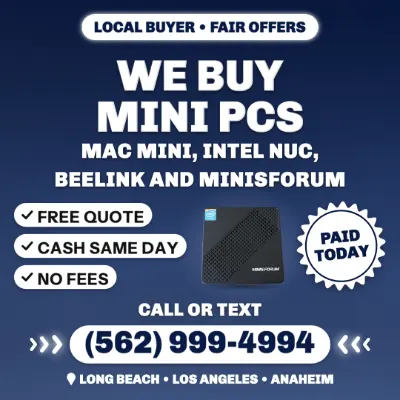 LOCAL BUYER • FAIR OFFERS
WE BUY
MINI PCS
MAC MINI, INTEL NUC,
BEELINK AND MINISFORUM
FREE QUOTE
CASH SAME DAY
NO FEES
MINISFORUM
PAID
TODAY
CALL OR TEXT
(562) 999-4994
LONG BEACH • LOS ANGELES • ANAHEIM